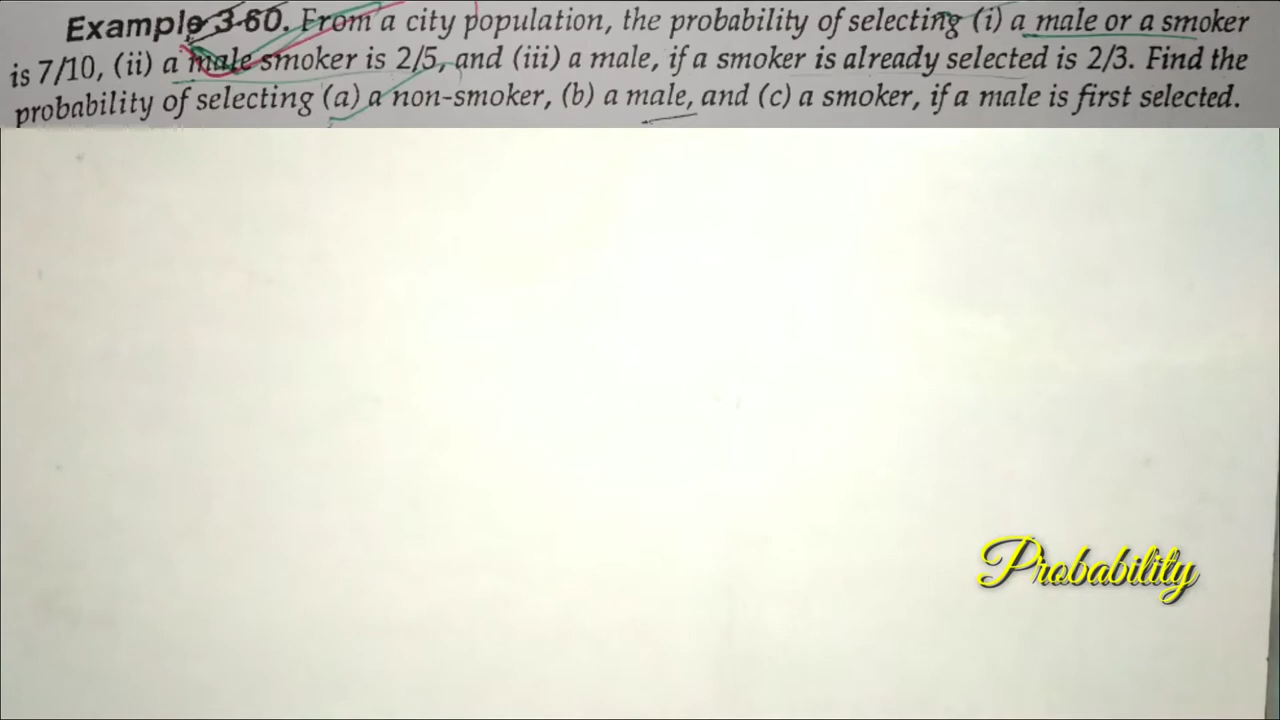 Example 3·60. From a city population, the probability of selecting (i) a male or a smoker
is 7/10, (ii) a male smoker is 2/5, and (iii) a male, if a smoker is already selected is 2/3. Find the
probability of selecting (a) a non-smoker, (b) a male, and (c) a smoker, if a male is first selected.
Probability